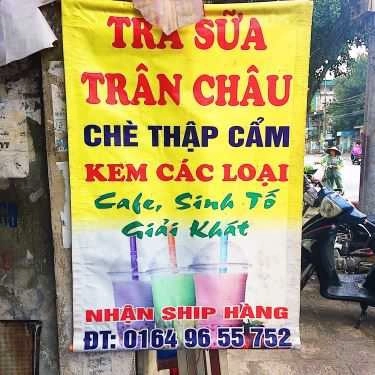 TRÀ SỮA
TRÂN CHÂU
CHÈ THẬP CẨM
KEM CÁC LOẠI
Cafe, Sinh Tố
Giải Khát
NHẬN SHIP HÀNG
ĐT: 0164 96 55 752